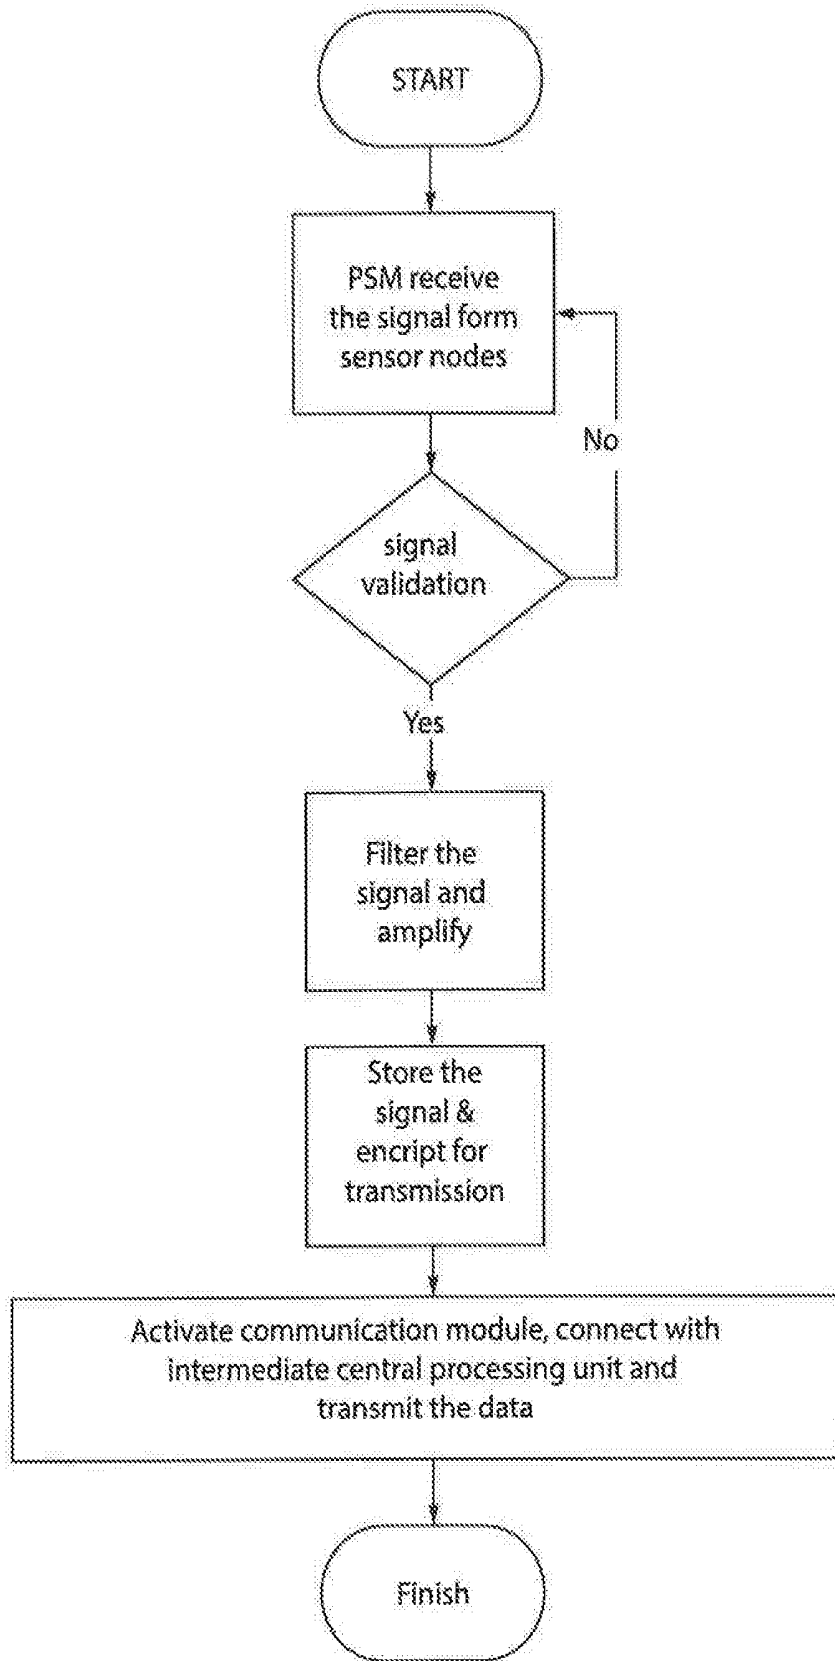 START
PSM receive
the signal form
sensor nodes
No
signal
validation
Yes
Filter the
signal and
amplify
Store the
signal &
encript for
transmission
Activate communication module, connect with
intermediate central processing unit and
transmit the data
Finish